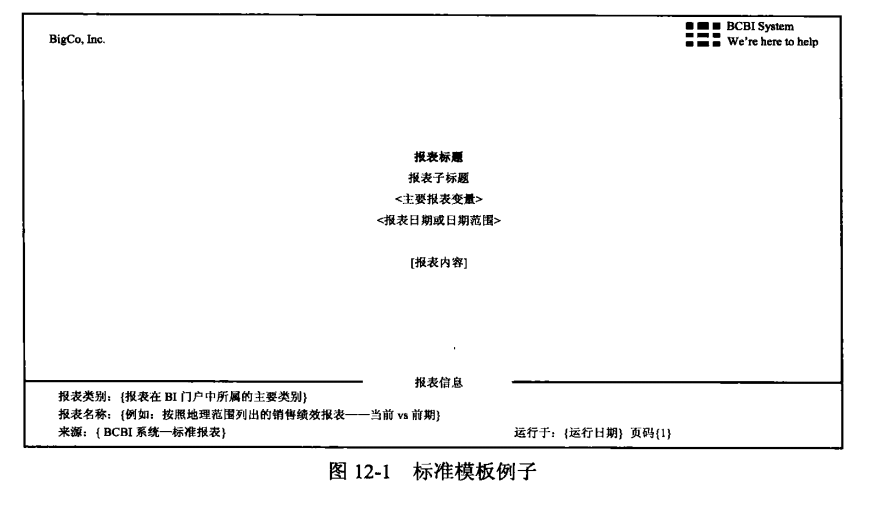 BigCo, Inc.
BCBI System
We're here to help
报表标题
报表子标题
<主要报表变量>
<报表日期或日期范围>
[报表内容]
报表信息
报表类别：{报表在 BI 门户中所属的主要类别}
报表名称：{例如：按照地理范围列出的销售绩效报表——当前 vs 前期}
来源：{ BCBI 系统—标准报表}
运行于：{运行日期} 页码{1}
图 12-1 标准模板例子